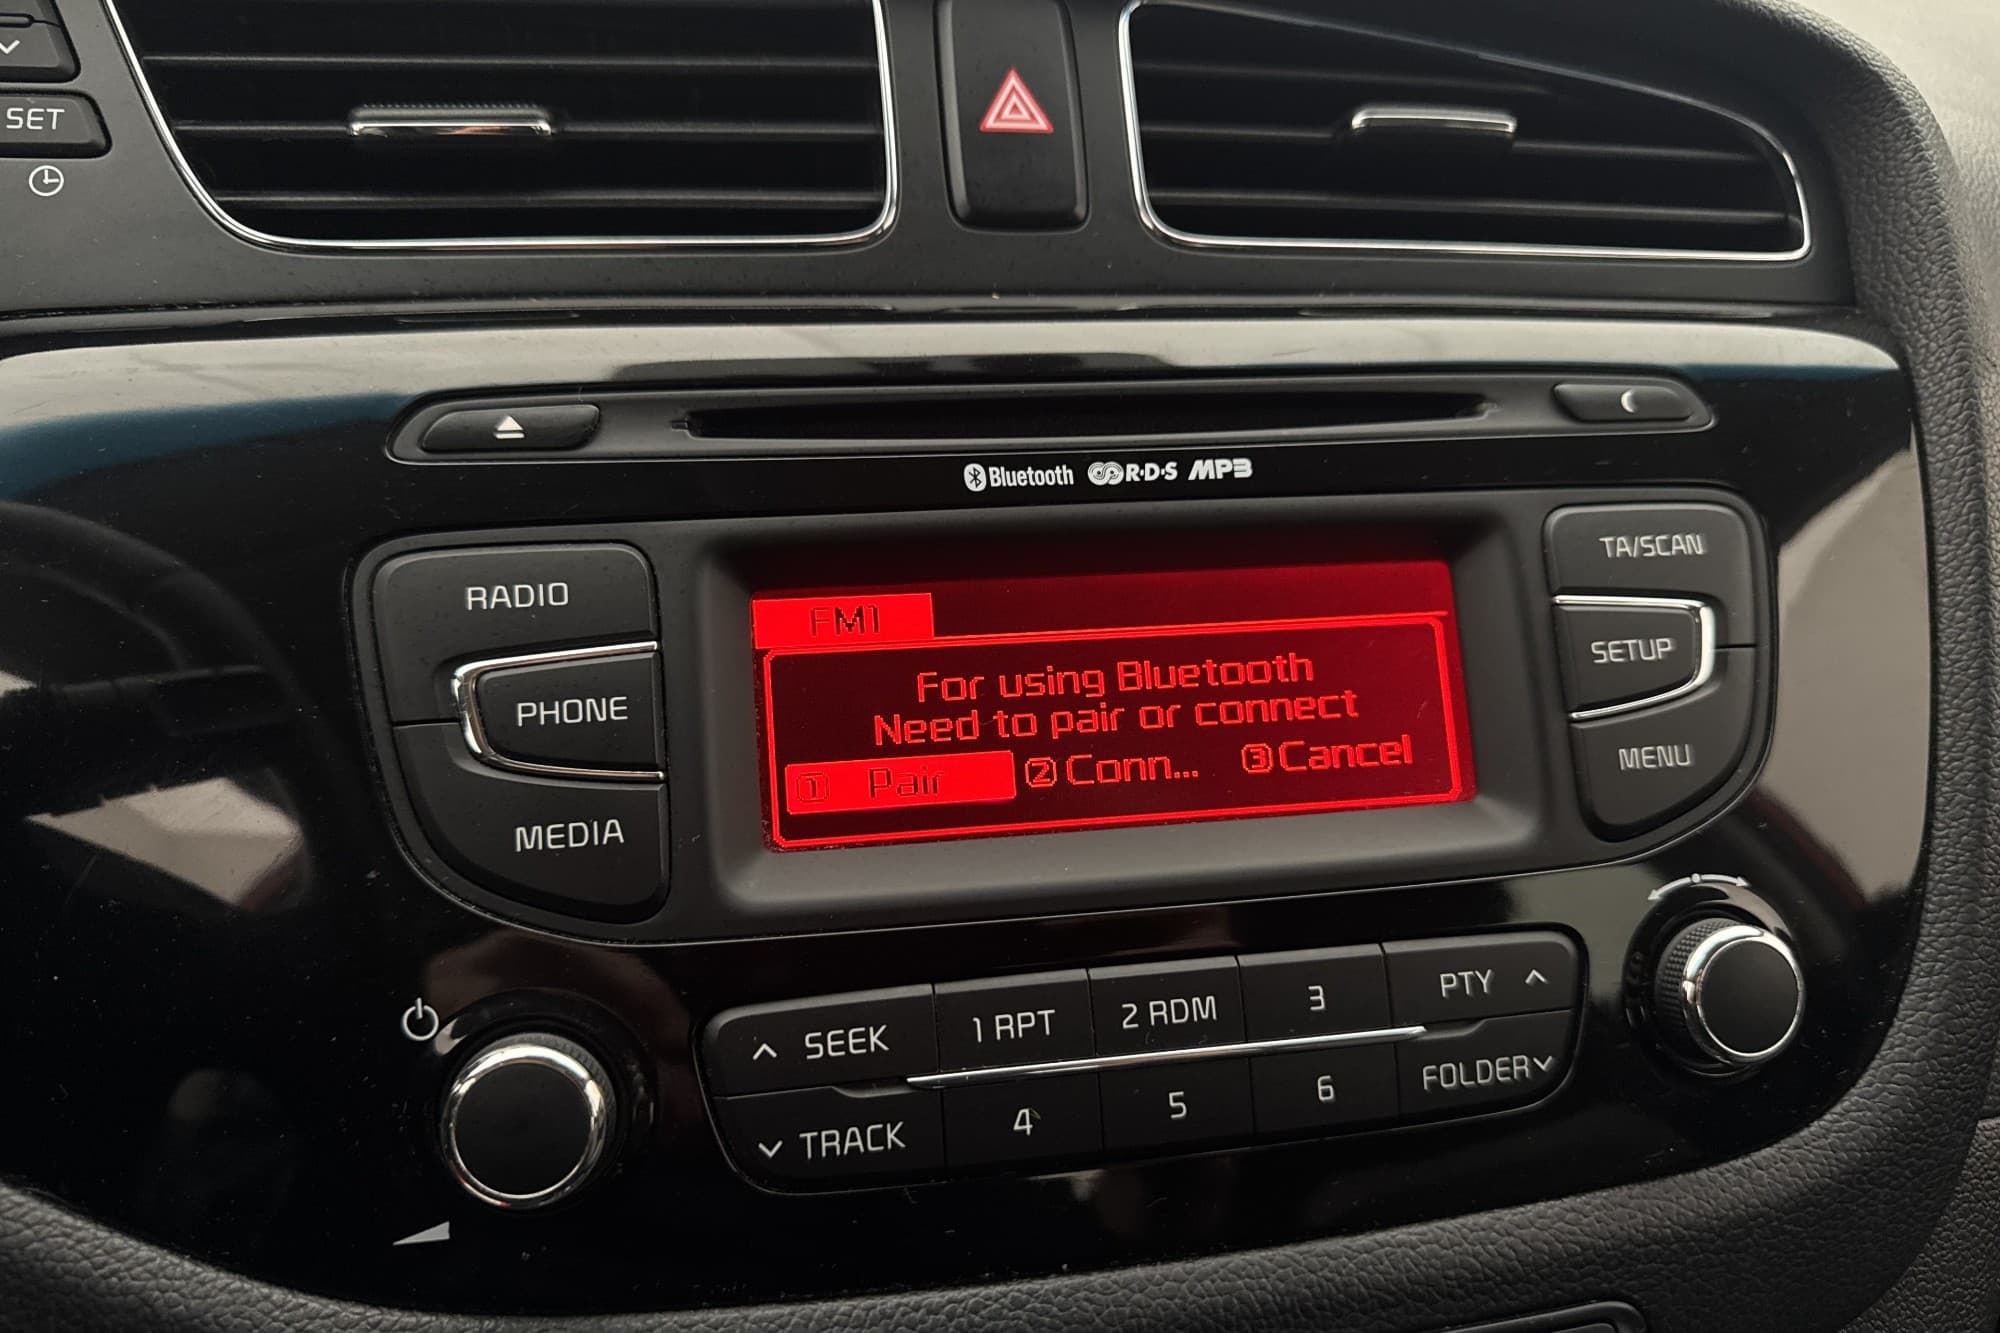 SET
Bluetooth R·D·S MP3
RADIO
PHONE
MEDIA
FM1
For using Bluetooth
Need to pair or connect
1 Pair 2 Conn... 3 Cancel
TA/SCAN
SETUP
MENU
SEEK 1 RPT 2 RDM 3 PTY
TRACK 4 5 6 FOLDER